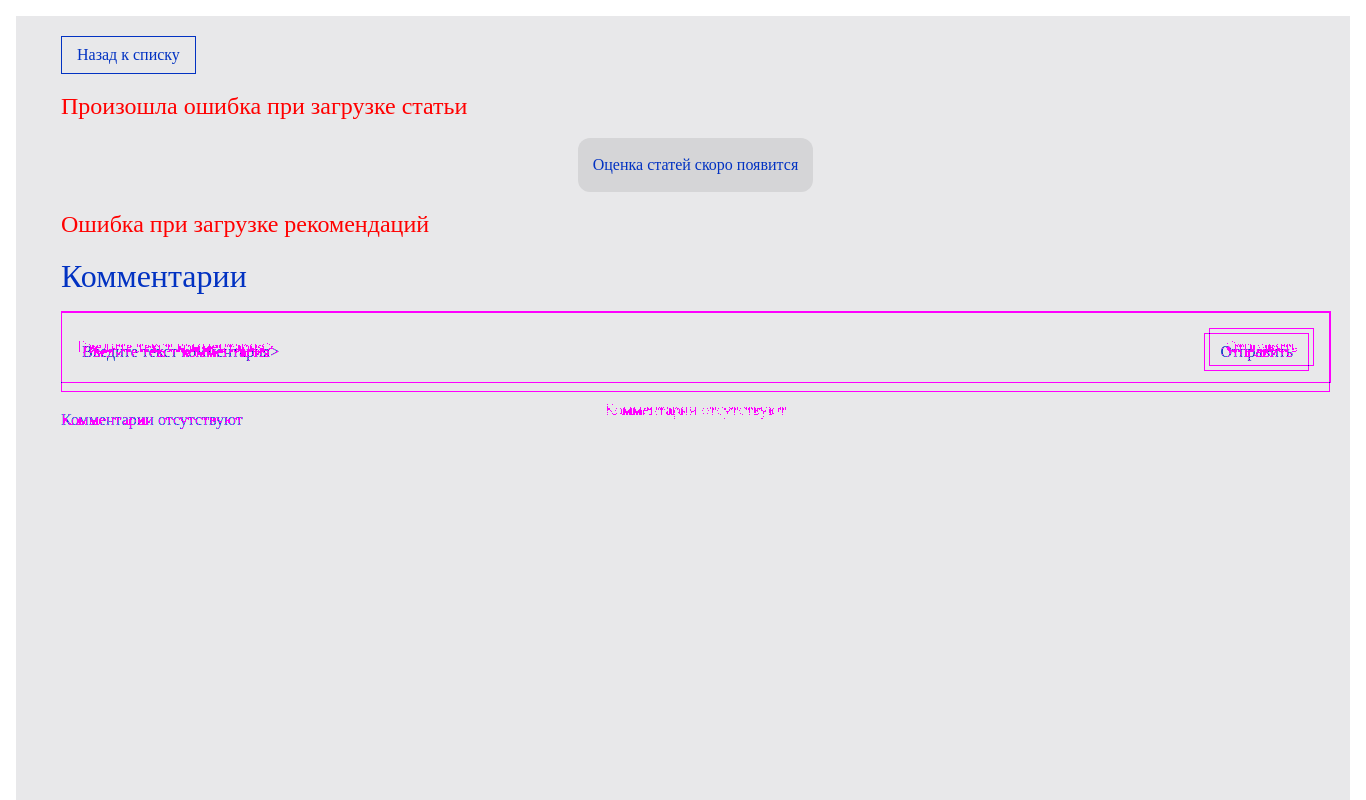 Назад к списку
Произошла ошибка при загрузке статьи
Оценка статей скоро появится
Ошибка при загрузке рекомендаций
Комментарии
Введите текст комментария>
Отправить
Комментарии отсутствуют
Комментарии отсутствуют